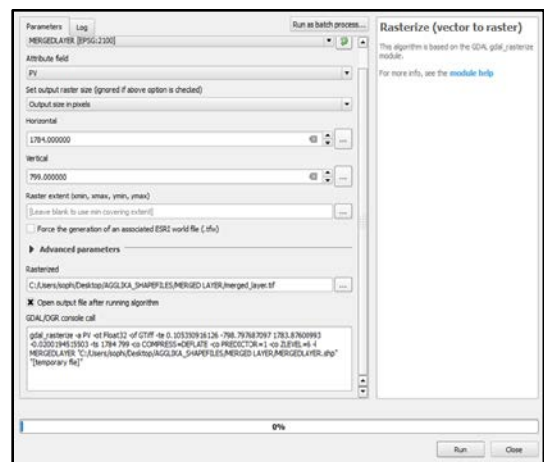 Parameters Log Run as batch process...
MERGEDLAYER [EPSG:2100]
Attribute field
PV
Set output raster size (ignored if above option is checked)
Output size in pixels
Horizontal
1784.000000
...
Vertical
799.000000
...
Raster extent (xmin, xmax, ymin, ymax)
[Leave blank to use min covering extent]
...
Force the generation of an associated ESRI world file (.tfw)
Advanced parameters
Rasterized
C:/Users/soph/Desktop/AGGLIKA_SHAPEFILES/MERGED LAYER/merged_layer.tif
...
Open output file after running algorithm
GDAL/OGR console call
gdal_rasterize -a PV -ot Float32 -of GTiff -te 0.105350916126 -798.797687097 1783.87608993
-0.0200194515503 -ts 1784 799 -co COMPRESS=DEFLATE -co PREDICTOR=1 -co ZLEVEL=6 -l
MERGEDLAYER "C:/Users/soph/Desktop/AGGLIKA_SHAPEFILES/MERGED LAYER/MERGEDLAYER.shp"
"[temporary file]"
0%
Run Close
Rasterize (vector to raster)
This algorithm is based on the GDAL gdal_rasterize
module.
For more info, see the module help